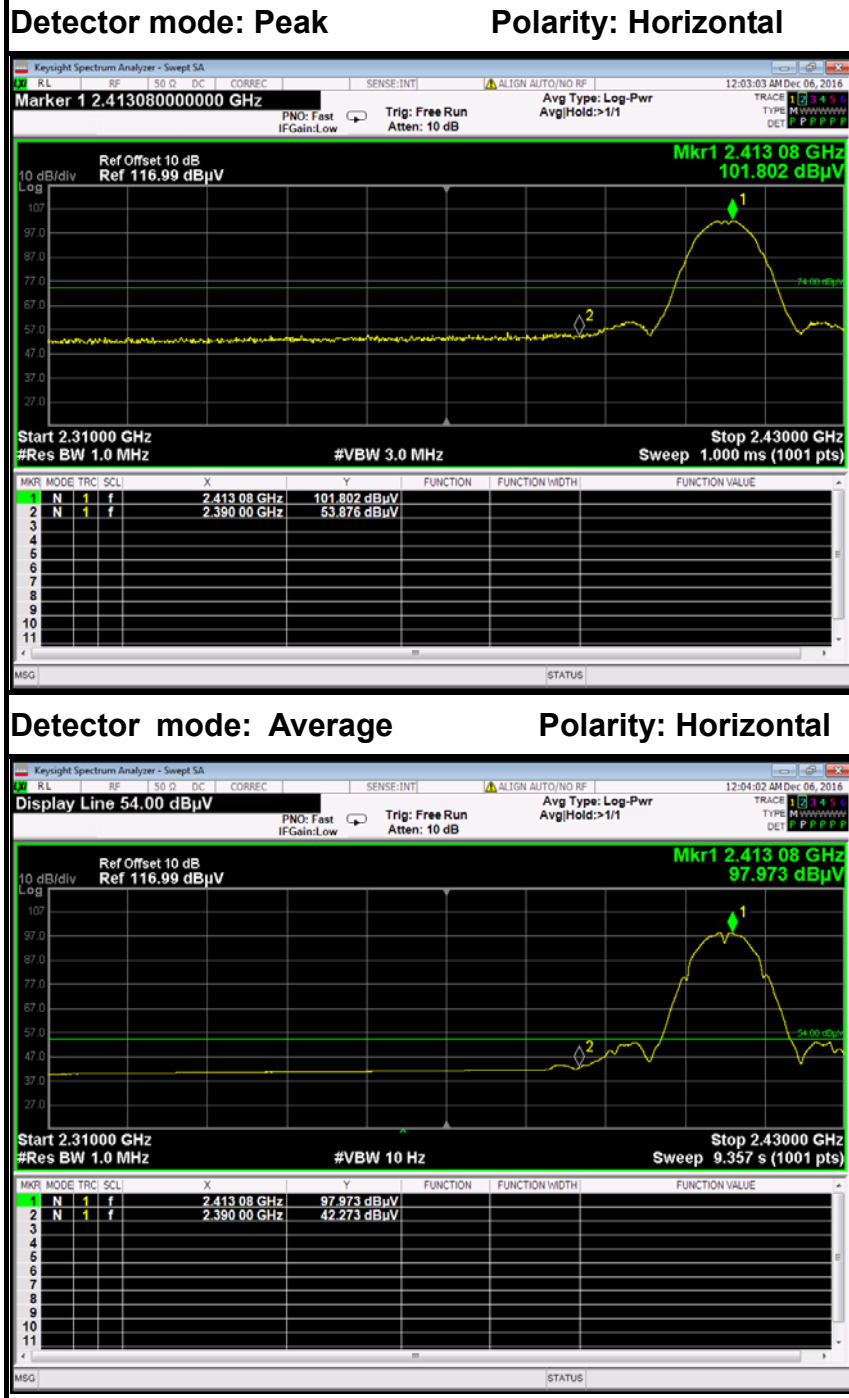 Detector mode: Peak Polarity: Horizontal
Keysight Spectrum Analyzer - Swept SA
RL RF 50 Ω DC CORREC SENSE:INT ALIGN AUTO/NO RF 12:03:03 AM Dec 06, 2016
Marker 1 2.413080000000 GHz
PNO: Fast
IFGain:Low
Trig: Free Run
Atten: 10 dB
Avg Type: Log-Pwr
Avg|Hold:>1/1
TRACE 1 2 3 4 5 6
TYPE M WWWWW
DET P P P P P P
Mkr1 2.413 08 GHz
101.802 dBµV
Ref Offset 10 dB
10 dB/div Ref 116.99 dBµV
Log
107
97.0
87.0
77.0
67.0
57.0
47.0
37.0
27.0
1
74.00 dBµV
2
Start 2.31000 GHz Stop 2.43000 GHz
#Res BW 1.0 MHz #VBW 3.0 MHz Sweep 1.000 ms (1001 pts)
MKR MODE TRC SCL X Y FUNCTION FUNCTION WIDTH FUNCTION VALUE
1 N 1 f 2.413 08 GHz 101.802 dBµV
2 N 1 f 2.390 00 GHz 53.876 dBµV
3
4
5
6
7
8
9
10
11
MSG STATUS
Detector mode: Average Polarity: Horizontal
Keysight Spectrum Analyzer - Swept SA
RL RF 50 Ω DC CORREC SENSE:INT ALIGN AUTO/NO RF 12:04:02 AM Dec 06, 2016
Display Line 54.00 dBµV
PNO: Fast
IFGain:Low
Trig: Free Run
Atten: 10 dB
Avg Type: Log-Pwr
Avg|Hold:>1/1
TRACE 1 2 3 4 5 6
TYPE M WWWWW
DET P P P P P P
Mkr1 2.413 08 GHz
97.973 dBµV
Ref Offset 10 dB
10 dB/div Ref 116.99 dBµV
Log
107
97.0
87.0
77.0
67.0
57.0
47.0
37.0
27.0
1
54.00 dBµV
2
Start 2.31000 GHz Stop 2.43000 GHz
#Res BW 1.0 MHz #VBW 10 Hz Sweep 9.357 s (1001 pts)
MKR MODE TRC SCL X Y FUNCTION FUNCTION WIDTH FUNCTION VALUE
1 N 1 f 2.413 08 GHz 97.973 dBµV
2 N 1 f 2.390 00 GHz 42.273 dBµV
3
4
5
6
7
8
9
10
11
MSG STATUS